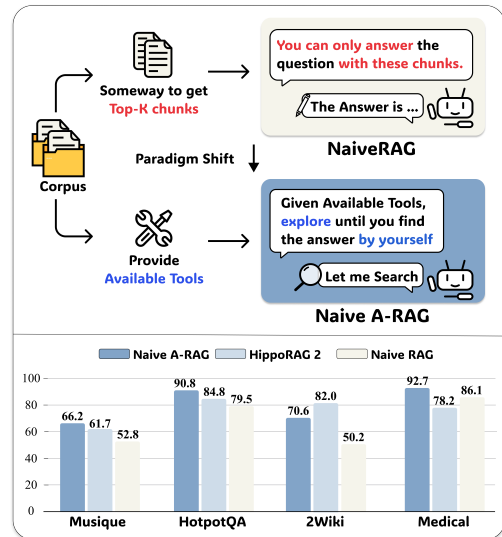 You can only answer the
question with these chunks.
The Answer is ...
NaiveRAG
Someway to get
Top-K chunks
Corpus
Paradigm Shift
Given Available Tools,
explore until you find
the answer by yourself
Let me Search
Naive A-RAG
Provide
Available Tools
Naive A-RAG
HippoRAG 2
Naive RAG
100
80
60
40
20
0
66.2
61.7
52.8
90.8
84.8
79.5
70.6
82.0
50.2
92.7
78.2
86.1
Musique
HotpotQA
2Wiki
Medical